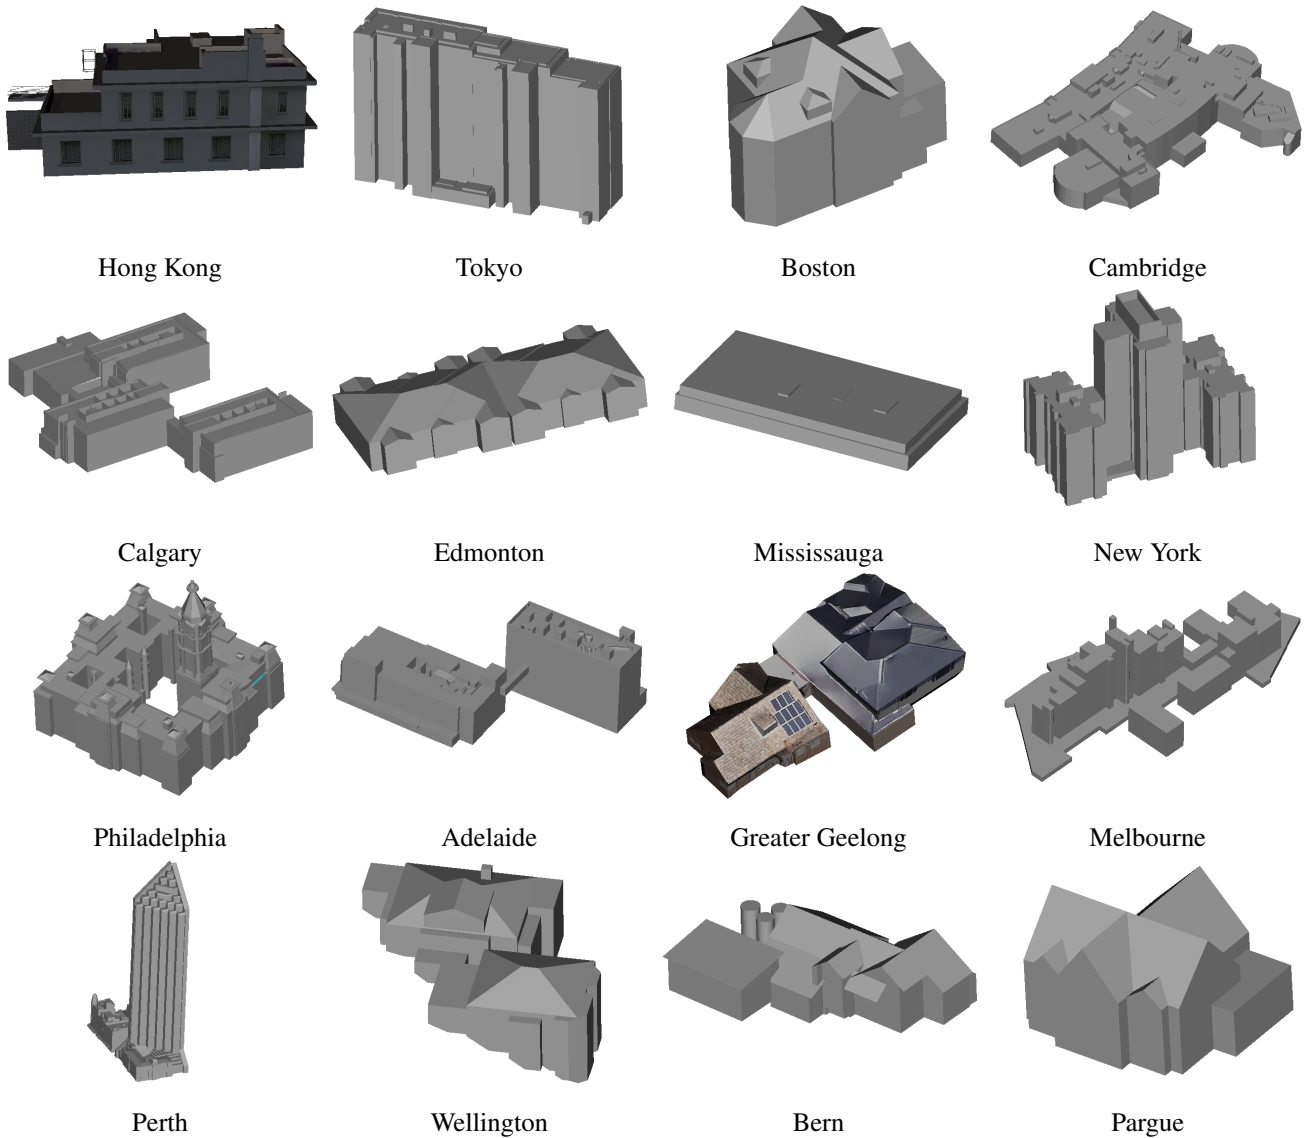 Hong Kong
Tokyo
Boston
Cambridge
Calgary
Edmonton
Mississauga
New York
Philadelphia
Adelaide
Greater Geelong
Melbourne
Perth
Wellington
Bern
Pargue